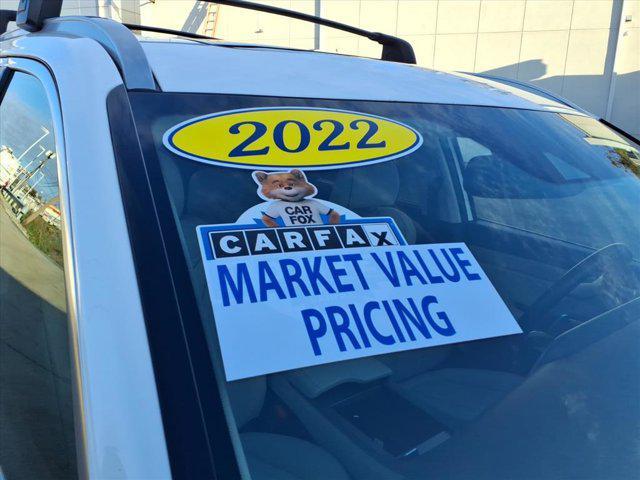 2022
CAR
FOX
CARFAX
MARKET VALUE
PRICING